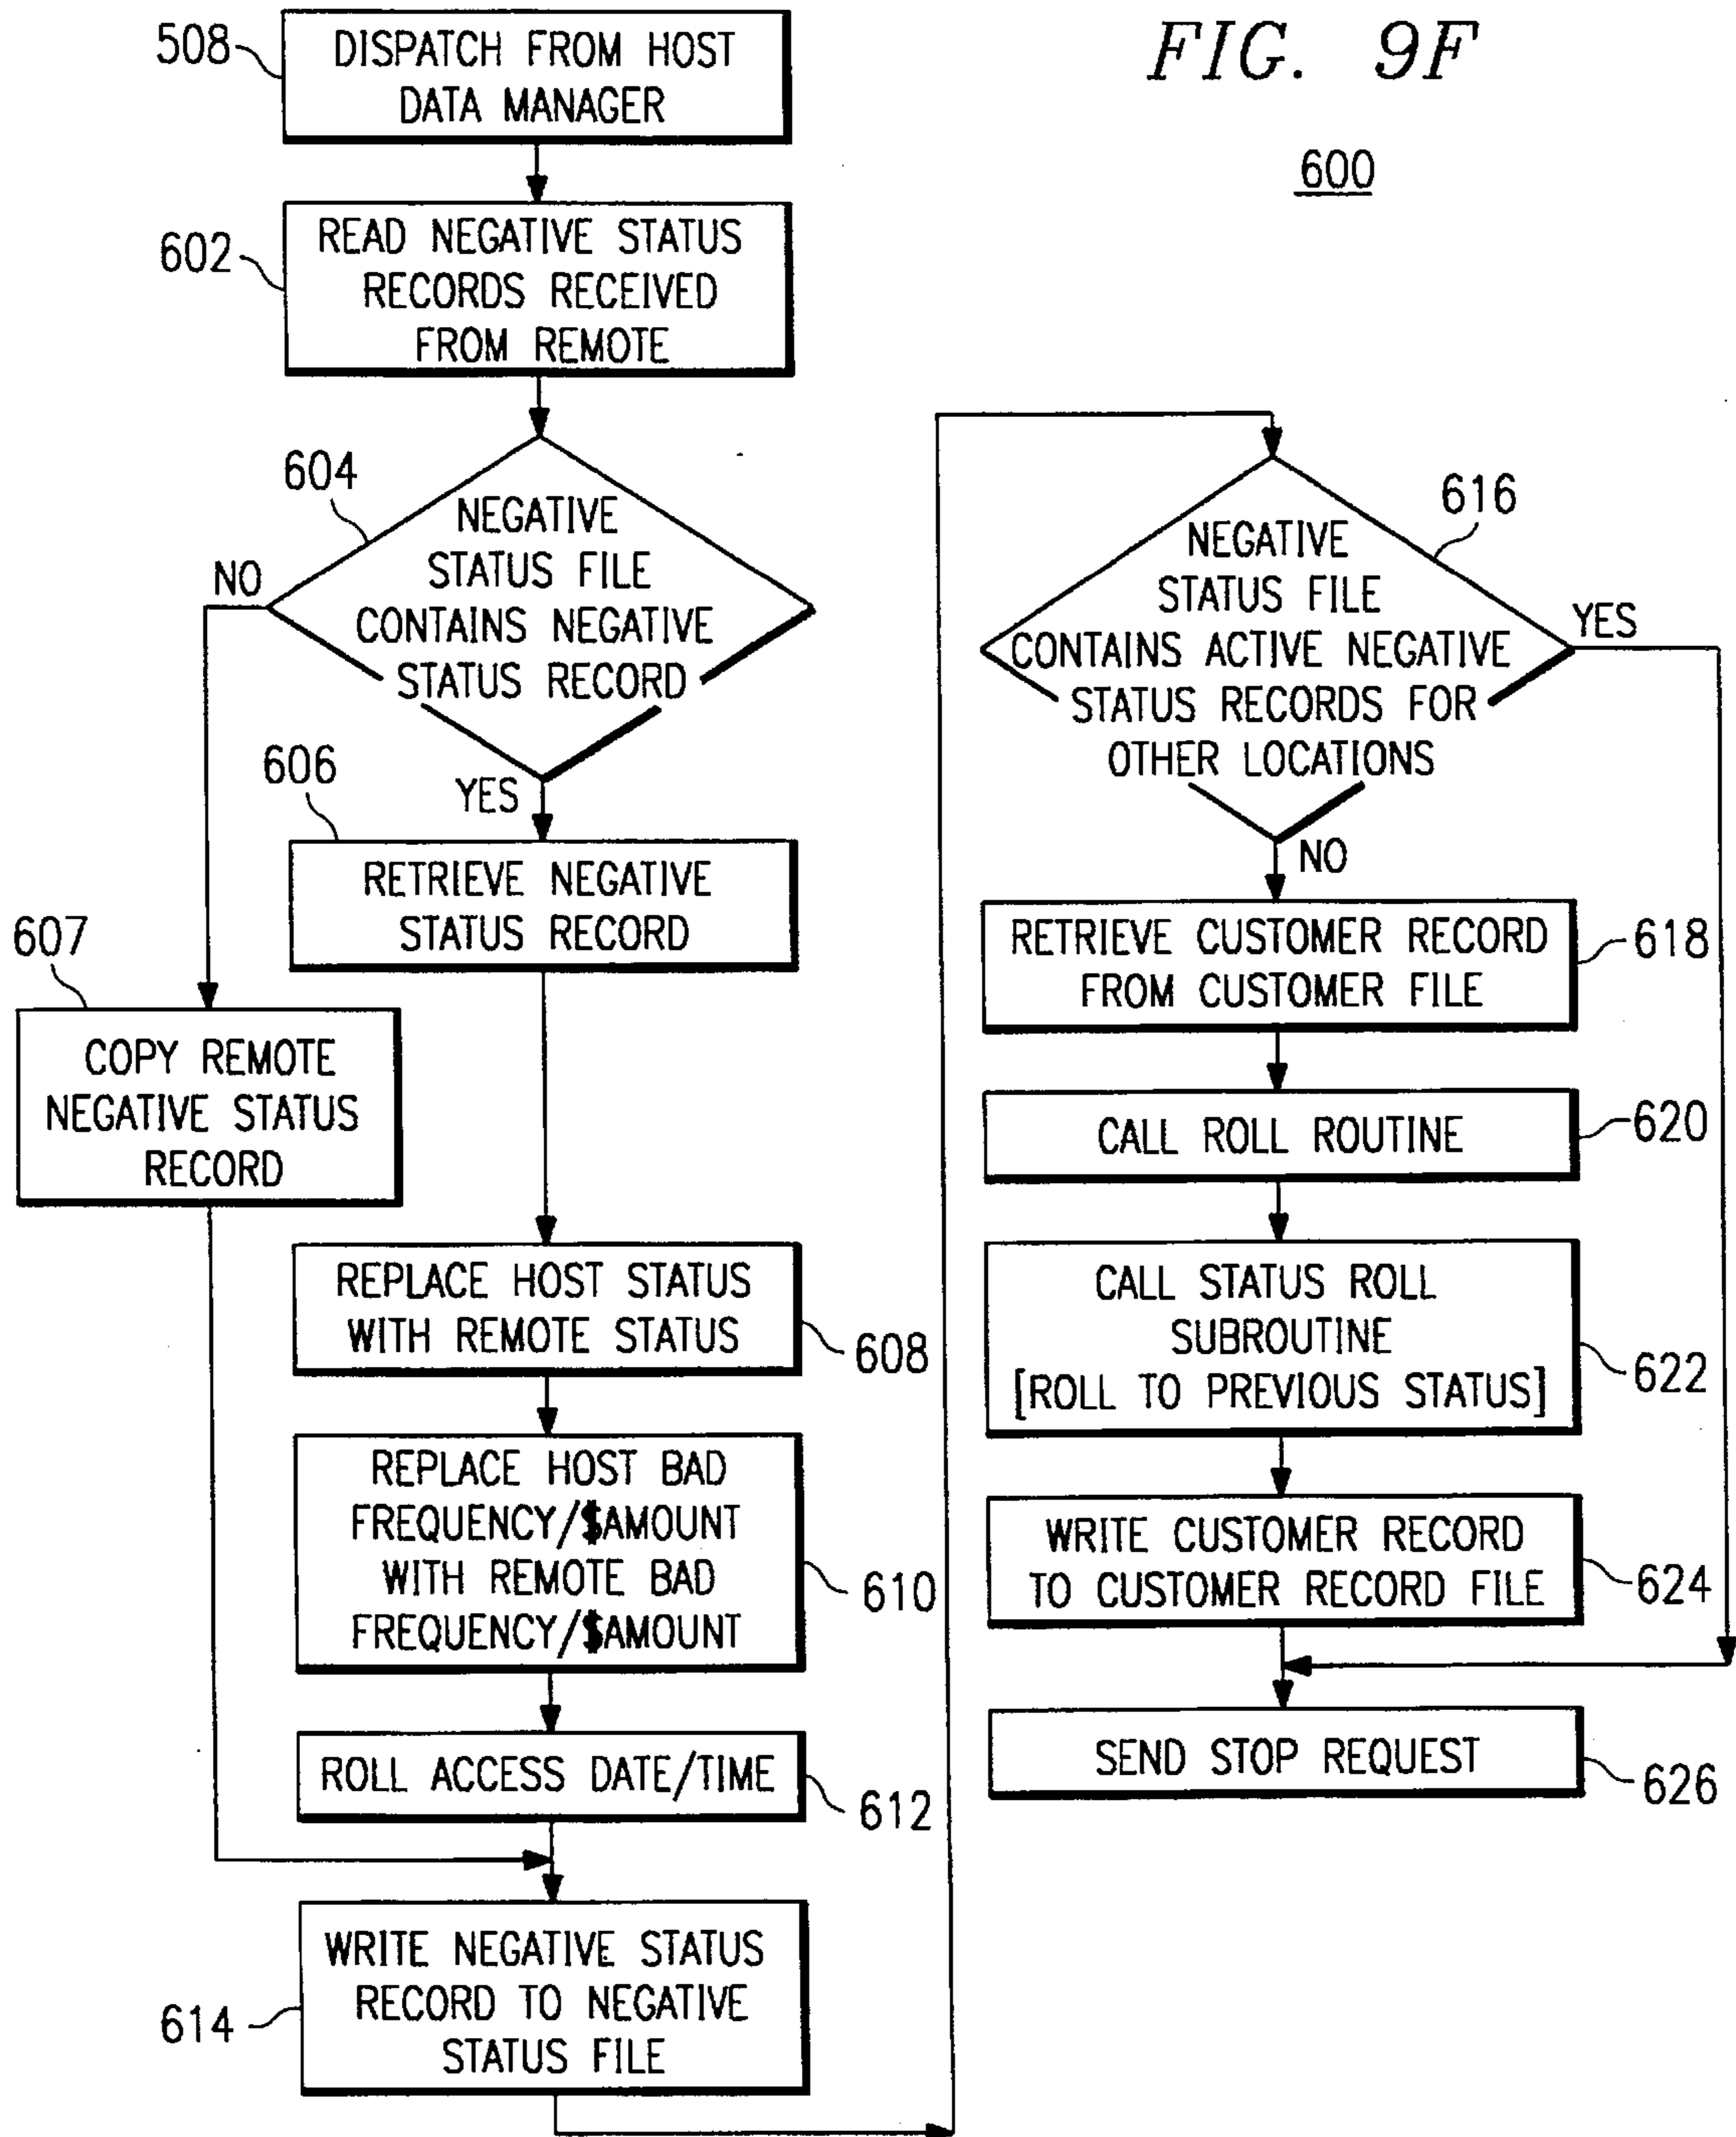 FIG. 9F
600
508
DISPATCH FROM HOST
DATA MANAGER
602
READ NEGATIVE STATUS
RECORDS RECEIVED
FROM REMOTE
604
NEGATIVE
STATUS FILE
CONTAINS NEGATIVE
STATUS RECORD
NO
YES
606
RETRIEVE NEGATIVE
STATUS RECORD
607
COPY REMOTE
NEGATIVE STATUS
RECORD
REPLACE HOST STATUS
WITH REMOTE STATUS
608
REPLACE HOST BAD
FREQUENCY/$AMOUNT
WITH REMOTE BAD
FREQUENCY/$AMOUNT
610
ROLL ACCESS DATE/TIME
612
WRITE NEGATIVE STATUS
RECORD TO NEGATIVE
STATUS FILE
614
616
NEGATIVE
STATUS FILE
CONTAINS ACTIVE NEGATIVE
STATUS RECORDS FOR
OTHER LOCATIONS
YES
NO
RETRIEVE CUSTOMER RECORD
FROM CUSTOMER FILE
618
CALL ROLL ROUTINE
620
CALL STATUS ROLL
SUBROUTINE
[ROLL TO PREVIOUS STATUS]
622
WRITE CUSTOMER RECORD
TO CUSTOMER RECORD FILE
624
SEND STOP REQUEST
626